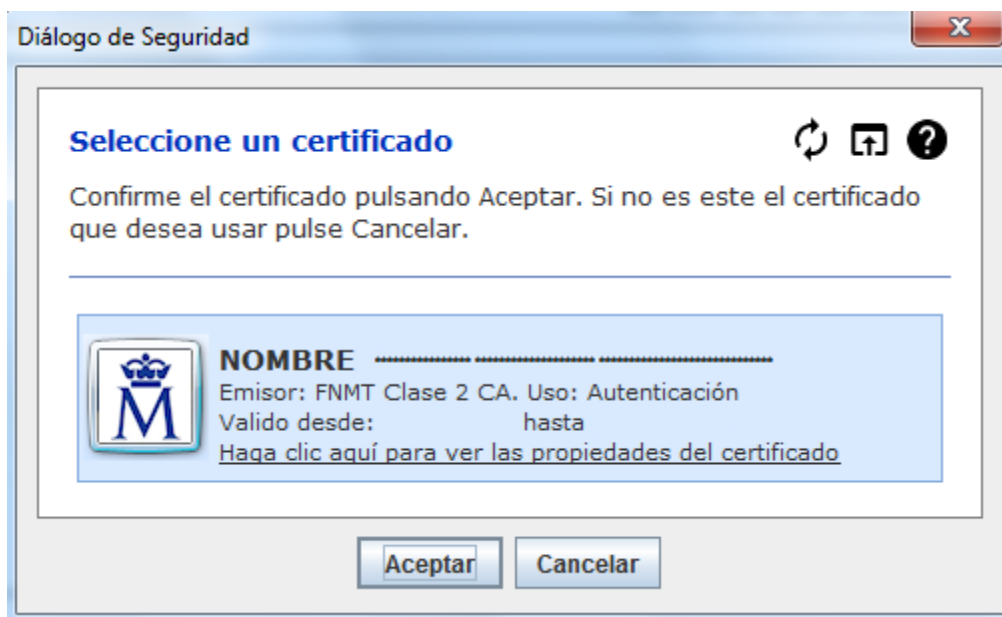 Diálogo de Seguridad
x
Seleccione un certificado
?
Confirme el certificado pulsando Aceptar. Si no es este el certificado
que desea usar pulse Cancelar.
M
NOMBRE
Emisor: FNMT Clase 2 CA. Uso: Autenticación
Valido desde: hasta
Haga clic aquí para ver las propiedades del certificado
Aceptar Cancelar